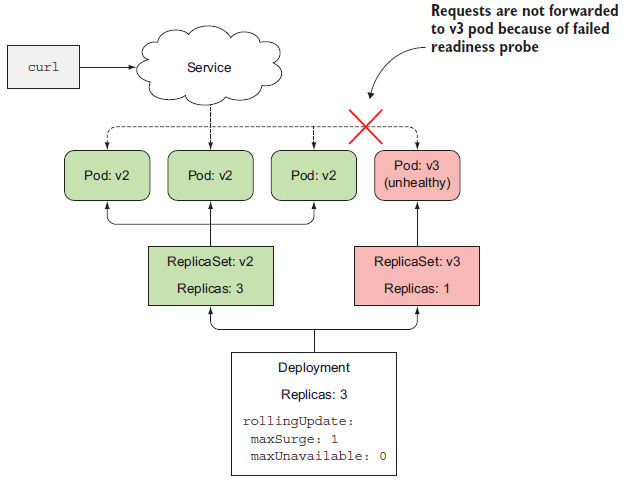 Requests are not forwarded
to v3 pod because of failed
readiness probe
curl
Service
Pod: v2
Pod: v2
Pod: v2
Pod: v3
(unhealthy)
ReplicaSet: v2
Replicas: 3
ReplicaSet: v3
Replicas: 1
Deployment
Replicas: 3
rollingUpdate:
maxSurge: 1
maxUnavailable: 0